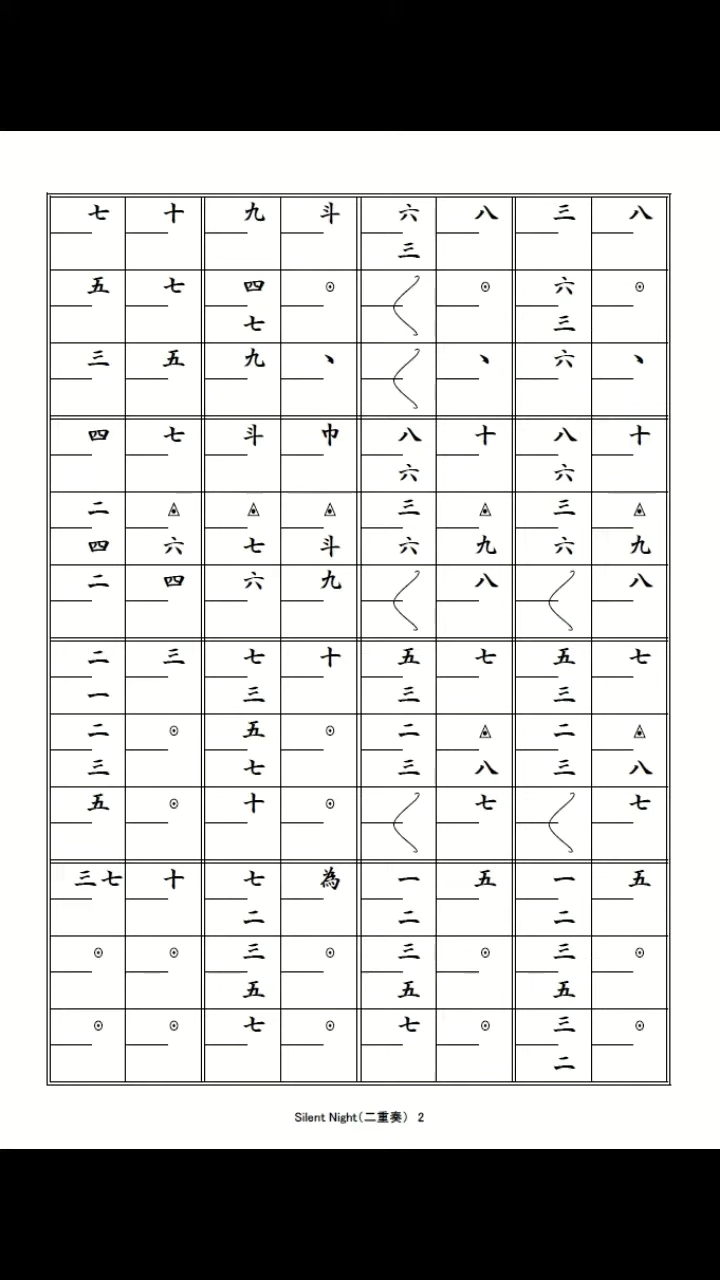 八 ⊙ ヽ 十 ◬ 九 八 七 ◬ 八 七 五 ⊙ ⊙
三 六 三 六 八 六 三 六 五 三 二 三 一 二 三 五 三 二
八 ⊙ ヽ 十 ◬ 九 八 七 ◬ 八 七 五 ⊙ ⊙
六 三 八 六 三 六 五 三 二 三 一 二 三 五 七
斗 ⊙ ヽ 巾 ◬ 斗 九 十 ⊙ ⊙ 為 ⊙ ⊙
九 四 七 九 斗 ◬ 七 六 七 三 五 七 十 七 二 三 五 七
十 七 五 七 ◬ 六 四 三 ⊙ ⊙ 十 ⊙ ⊙
七 五 三 四 二 四 二 二 一 二 三 五 三七 ⊙ ⊙
Silent Night(二重奏) 2